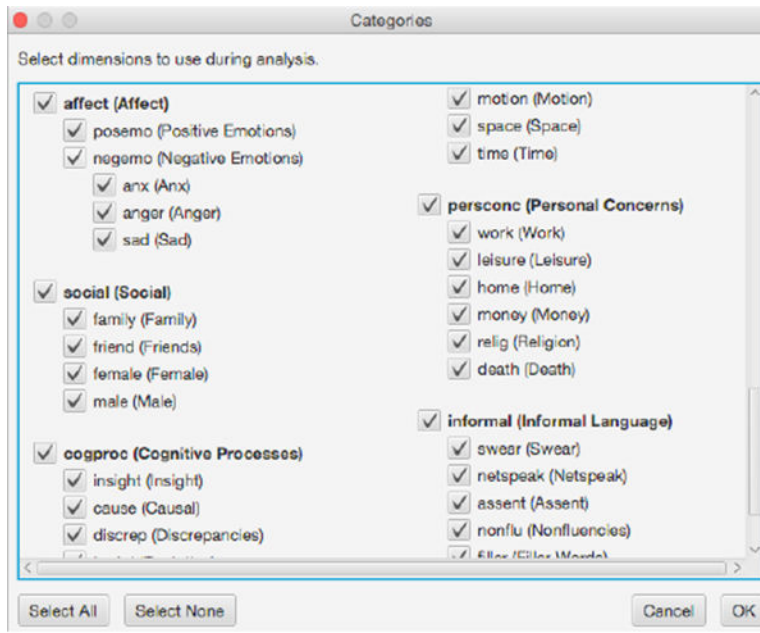 Categories
Select dimensions to use during analysis.
affect (Affect)
posemo (Positive Emotions)
negemo (Negative Emotions)
anx (Anx)
anger (Anger)
sad (Sad)
social (Social)
family (Family)
friend (Friends)
female (Female)
male (Male)
cogproc (Cognitive Processes)
insight (Insight)
cause (Causal)
discrep (Discrepancies)
motion (Motion)
space (Space)
time (Time)
persconc (Personal Concerns)
work (Work)
leisure (Leisure)
home (Home)
money (Money)
relig (Religion)
death (Death)
informal (Informal Language)
swear (Swear)
netspeak (Netspeak)
assent (Assent)
nonflu (Nonfluencies)
filler (Filler Words)
Select All
Select None
Cancel
OK